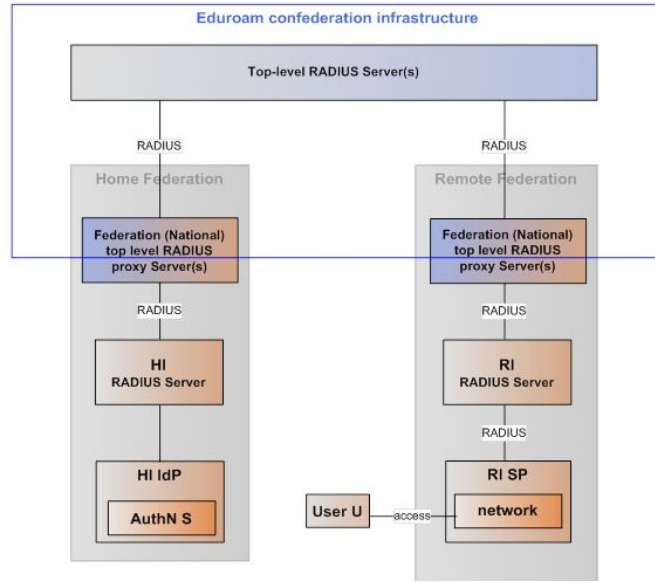 Eduroam confederation infrastructure
Top-level RADIUS Server(s)
RADIUS
RADIUS
Home Federation
Remote Federation
Federation (National)
top level RADIUS
proxy Server(s)
Federation (National)
top level RADIUS
proxy Server(s)
RADIUS
RADIUS
HI
RADIUS Server
RI
RADIUS Server
RADIUS
HI IdP
AuthN S
User U
access
RI SP
network